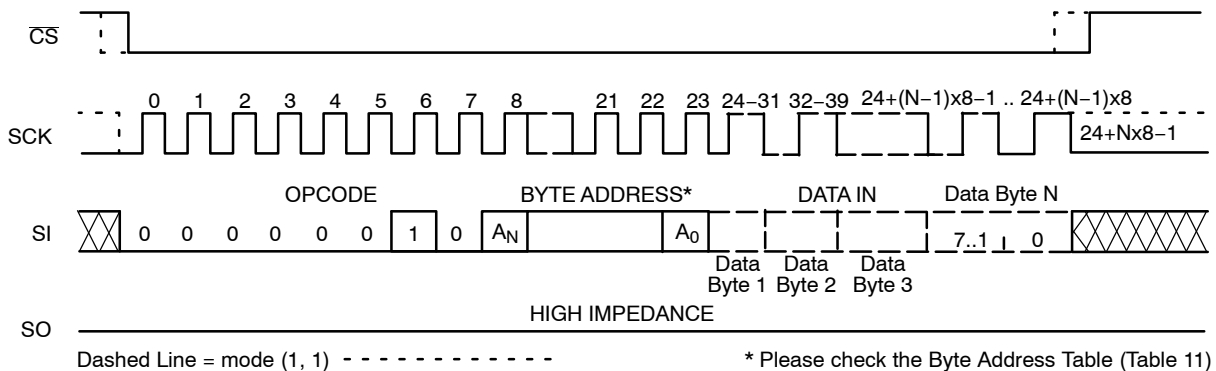 CS
0 1 2 3 4 5 6 7 8 21 22 23 24−31 32−39 24+(N−1)x8−1 .. 24+(N−1)x8
SCK
24+Nx8−1
OPCODE BYTE ADDRESS* DATA IN Data Byte N
SI 0 0 0 0 0 0 1 0 AN A0 7..1 0
Data Byte 1 Data Byte 2 Data Byte 3
HIGH IMPEDANCE
SO
Dashed Line = mode (1, 1) * Please check the Byte Address Table (Table 11)